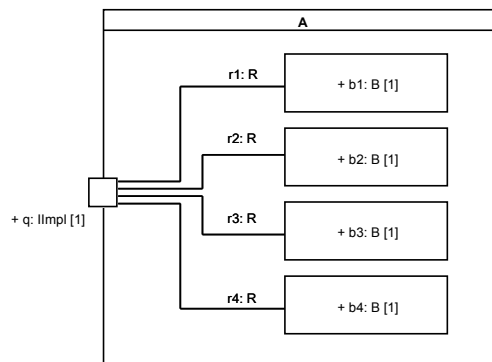 A
r1: R
+ b1: B [1]
r2: R
+ b2: B [1]
+ q: IImpl [1]
r3: R
+ b3: B [1]
r4: R
+ b4: B [1]